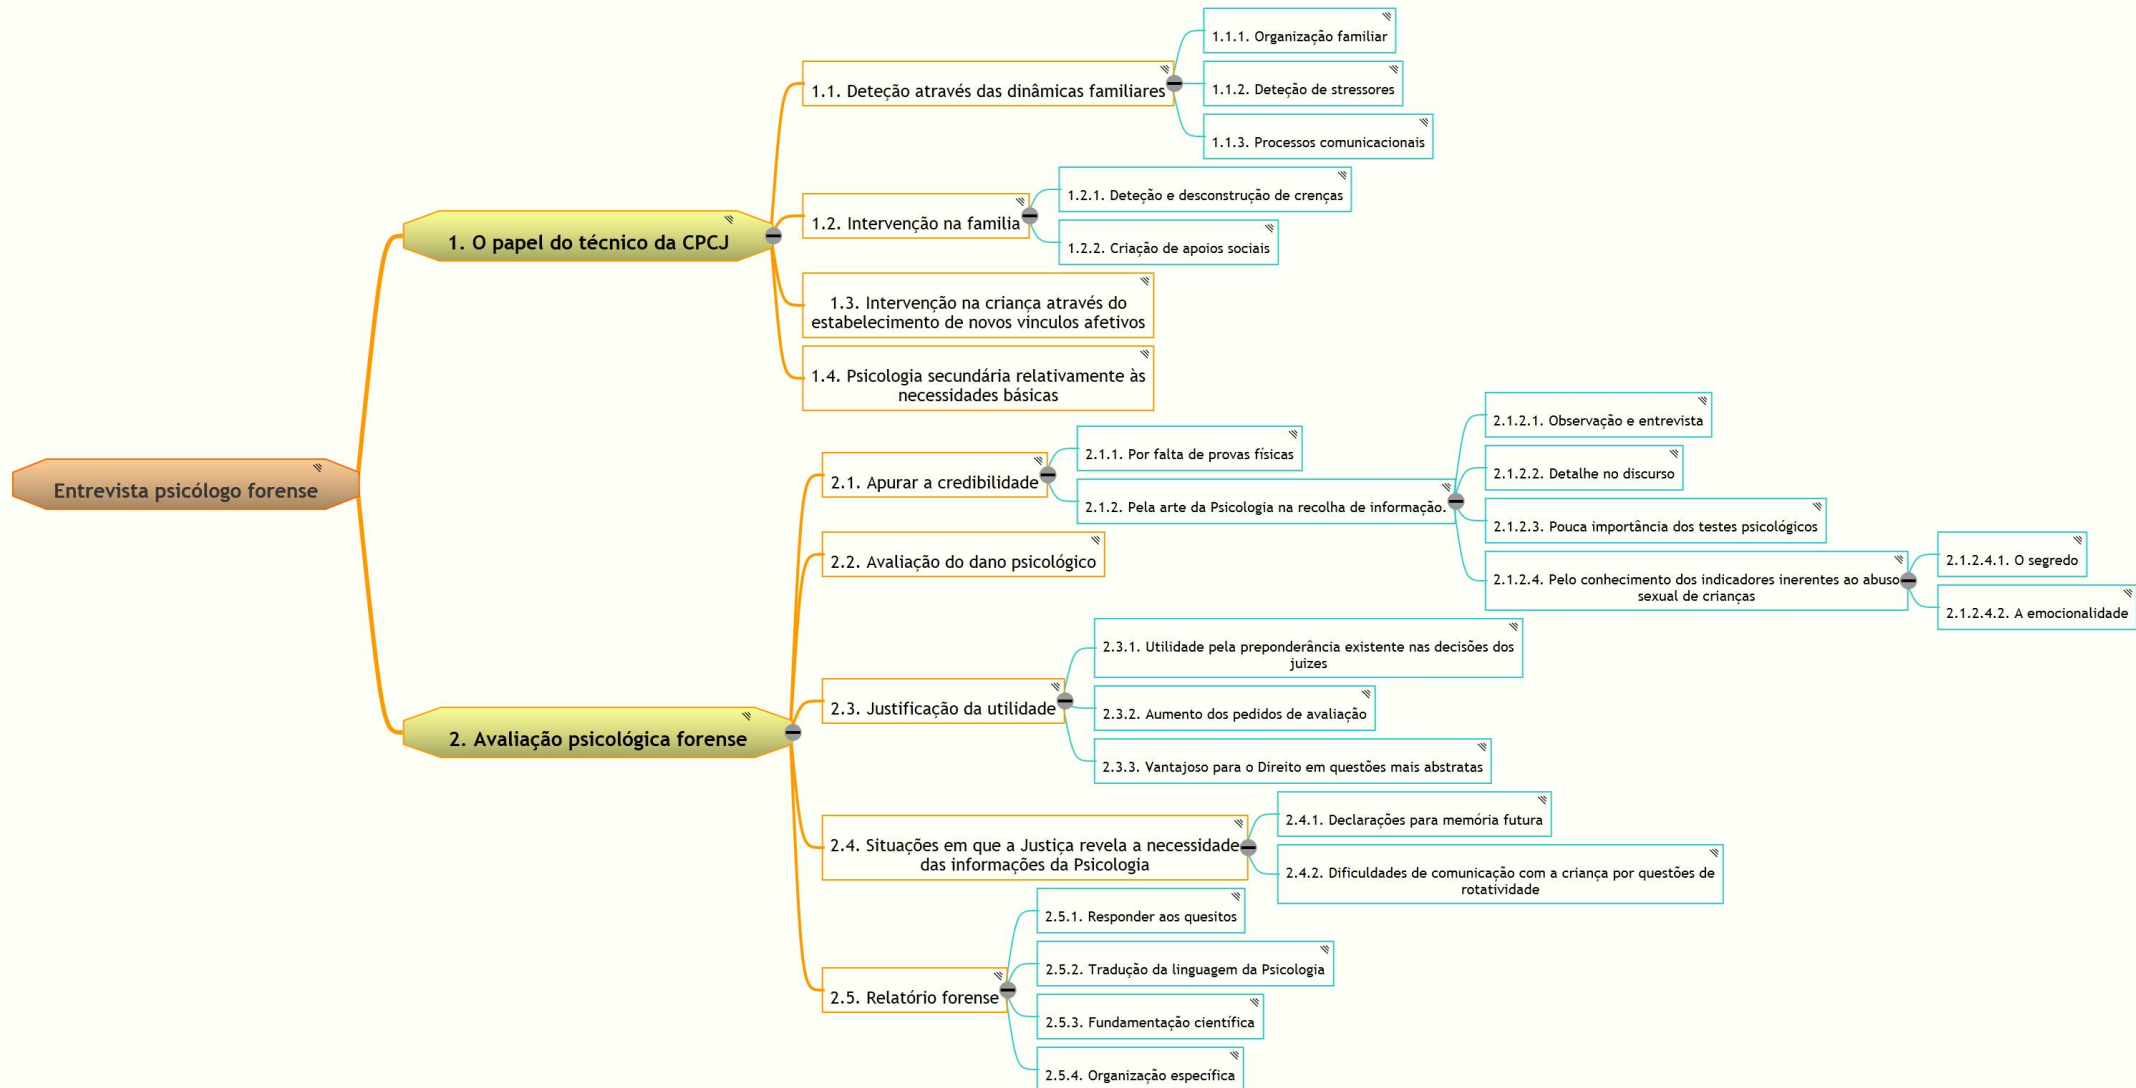 Entrevista psicólogo forense
1. O papel do técnico da CPCJ
1.1. Deteção através das dinâmicas familiares
1.1.1. Organização familiar
1.1.2. Deteção de stressores
1.1.3. Processos comunicacionais
1.2. Intervenção na familia
1.2.1. Deteção e desconstrução de crenças
1.2.2. Criação de apoios sociais
1.3. Intervenção na criança através do
estabelecimento de novos vinculos afetivos
1.4. Psicologia secundária relativamente às
necessidades básicas
2. Avaliação psicológica forense
2.1. Apurar a credibilidade
2.1.1. Por falta de provas físicas
2.1.2. Pela arte da Psicologia na recolha de informação.
2.1.2.1. Observação e entrevista
2.1.2.2. Detalhe no discurso
2.1.2.3. Pouca importância dos testes psicológicos
2.1.2.4. Pelo conhecimento dos indicadores inerentes ao abuso
sexual de crianças
2.1.2.4.1. O segredo
2.1.2.4.2. A emocionalidade
2.2. Avaliação do dano psicológico
2.3. Justificação da utilidade
2.3.1. Utilidade pela preponderância existente nas decisões dos
juizes
2.3.2. Aumento dos pedidos de avaliação
2.3.3. Vantajoso para o Direito em questões mais abstratas
2.4. Situações em que a Justiça revela a necessidade
das informações da Psicologia
2.4.1. Declarações para memória futura
2.4.2. Dificuldades de comunicação com a criança por questões de
rotatividade
2.5. Relatório forense
2.5.1. Responder aos quesitos
2.5.2. Tradução da linguagem da Psicologia
2.5.3. Fundamentação científica
2.5.4. Organização específica